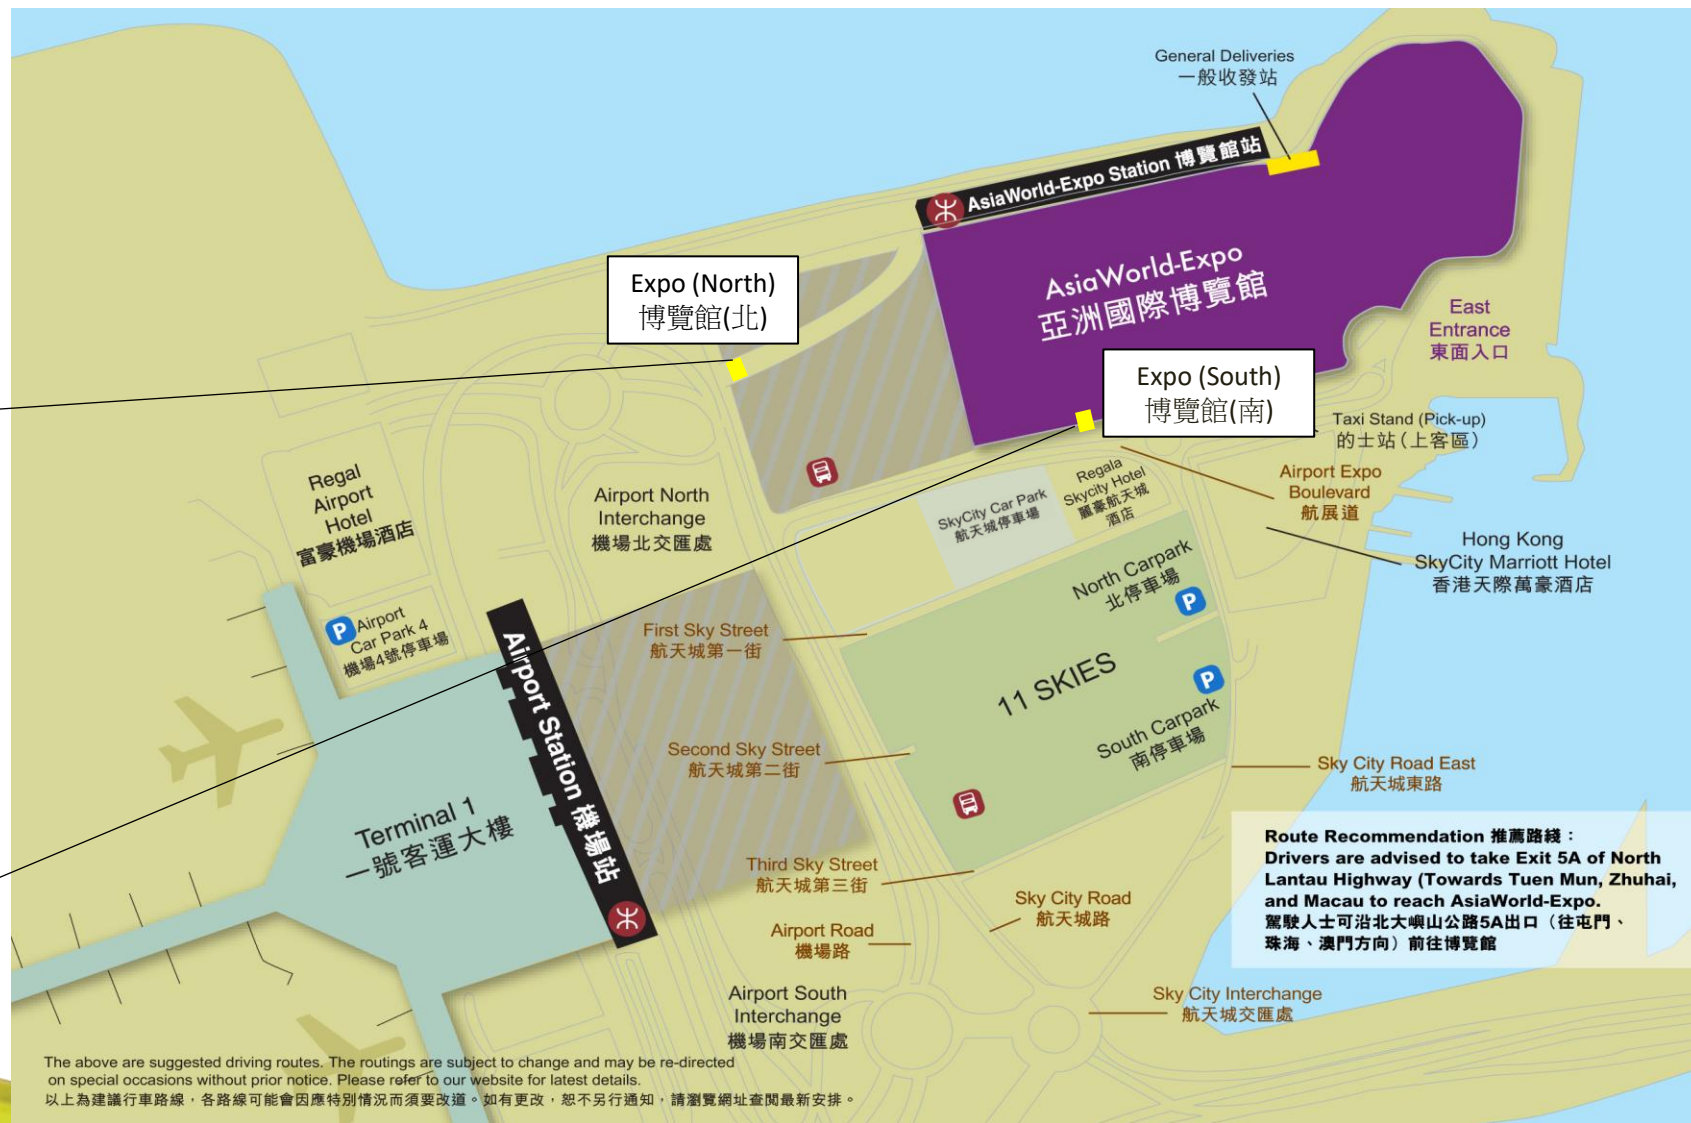 General Deliveries
一般收發站
AsiaWorld-Expo Station 博覽館站
AsiaWorld-Expo
亞洲國際博覽館
Expo (North)
博覽館(北)
East
Entrance
東面入口
Expo (South)
博覽館(南)
Taxi Stand (Pick-up)
的士站(上客區)
Airport Expo
Boulevard
航展道
Regal
Airport
Hotel
富豪機場酒店
Airport North
Interchange
機場北交匯處
SkyCity Car Park
航天城停車場
Regala
Skycity Hotel
麗豪航天城
酒店
Hong Kong
SkyCity Marriott Hotel
香港天際萬豪酒店
North Carpark
北停車場
P
P Airport
Car Park 4
機場4號停車場
First Sky Street
航天城第一街
Airport Station 機場站
11 SKIES
P
South Carpark
南停車場
Second Sky Street
航天城第二街
Sky City Road East
航天城東路
Terminal 1
一號客運大樓
Third Sky Street
航天城第三街
Sky City Road
航天城路
Airport Road
機場路
Route Recommendation 推薦路綫：
Drivers are advised to take Exit 5A of North
Lantau Highway (Towards Tuen Mun, Zhuhai,
and Macau to reach AsiaWorld-Expo.
駕駛人士可沿北大嶼山公路5A出口（往屯門、
珠海、澳門方向）前往博覽館
Airport South
Interchange
機場南交匯處
Sky City Interchange
航天城交匯處
The above are suggested driving routes. The routings are subject to change and may be re-directed
on special occasions without prior notice. Please refer to our website for latest details.
以上為建議行車路線，各路線可能會因應特別情況而須要改道。如有更改，恕不另行通知，請瀏覽網址查閱最新安排。